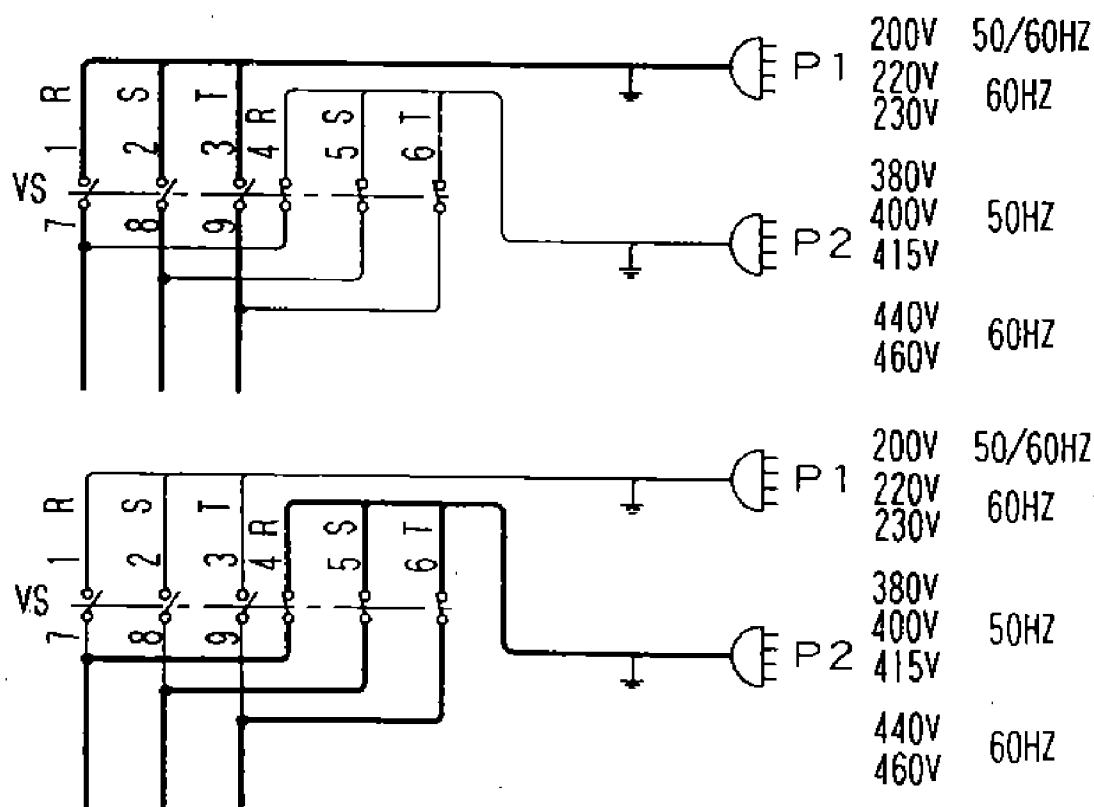 P1 200V 50/60HZ
220V 60HZ
230V
R S T R S T
1 2 3 4 5 6
VS
7 8 9
380V
400V 50HZ
P2 415V
440V 60HZ
460V
P1 200V 50/60HZ
220V 60HZ
230V
R S T R S T
1 2 3 4 5 6
VS
7 8 9
380V
400V 50HZ
P2 415V
440V 60HZ
460V